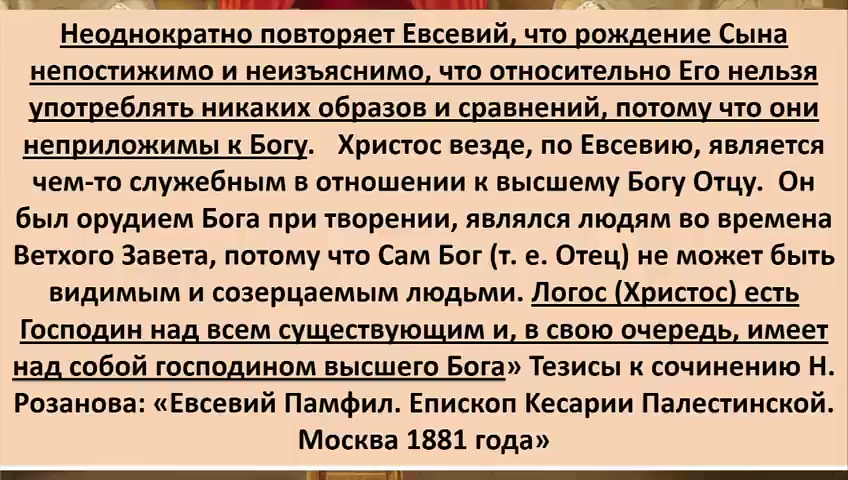 Неоднократно повторяет Евсевий, что рождение Сына
непостижимо и неизъяснимо, что относительно Его нельзя
употреблять никаких образов и сравнений, потому что они
неприложимы к Богу. Христос везде, по Евсевию, является
чем-то служебным в отношении к высшему Богу Отцу. Он
был орудием Бога при творении, являлся людям во времена
Ветхого Завета, потому что Сам Бог (т. е. Отец) не может быть
видимым и созерцаемым людьми. Логос (Христос) есть
Господин над всем существующим и, в свою очередь, имеет
над собой господином высшего Бога» Тезисы к сочинению Н.
Розанова: «Евсевий Памфил. Епископ Кесарии Палестинской.
Москва 1881 года»